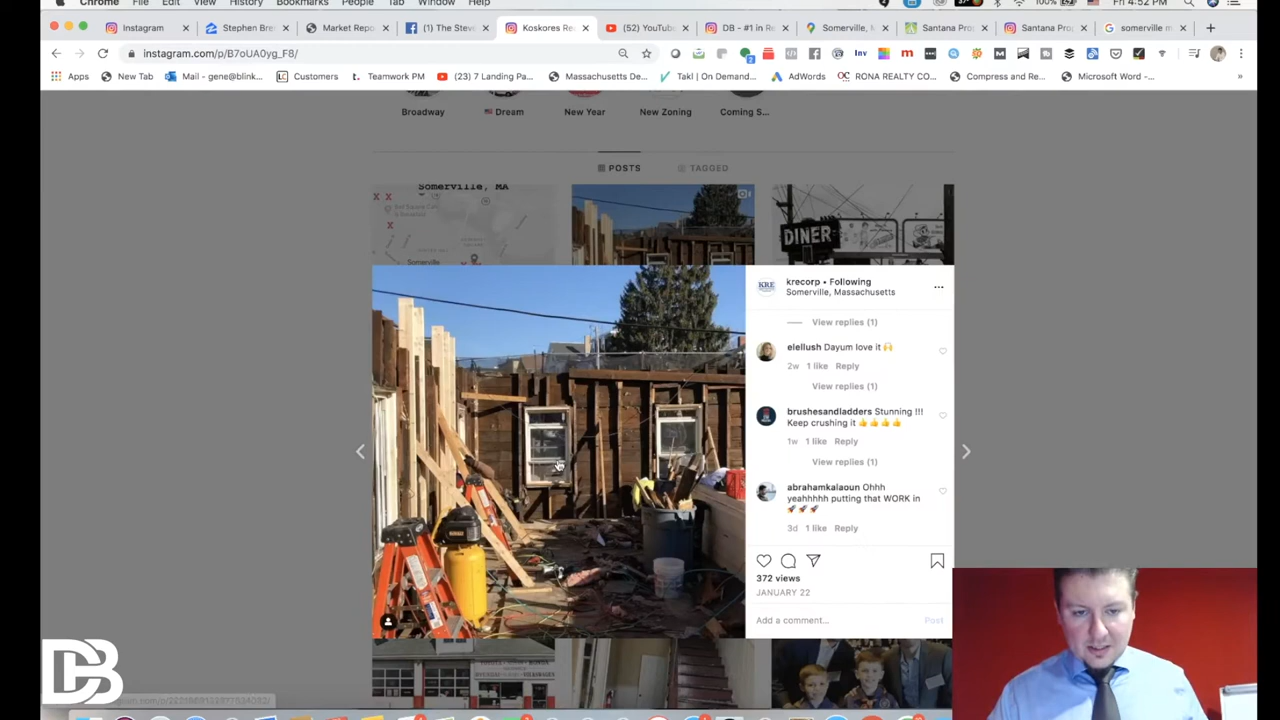 Chrome File Edit View History Bookmarks People Tab Window Help
100% Fri 4:52 PM
Instagram Stephen Bre Market Repo (1) The Steve Koskores Re (52) YouTube DB - #1 in Re Somerville, Santana Pro Santana Pro somerville m
instagram.com/p/B7oUA0yg_F8/
Apps New Tab Mail - gene@blink... Customers Teamwork PM (23) 7 Landing Pa... Massachusetts De... Takl | On Demand... AdWords RONA REALTY CO... Compress and Re... Microsoft Word -...
Broadway Dream New Year New Zoning Coming S...
POSTS TAGGED
Somerville, MA
DINER
krecorp • Following
KRE
Somerville, Massachusetts
View replies (1)
elellush Dayum love it 🙌
2w 1 like Reply
View replies (1)
brushesandladders Stunning !!!
Keep crushing it 👍👍👍👍
1w 1 like Reply
View replies (1)
abrahamkalaoun Ohhh
yeahhhhh putting that WORK in
🚀🚀🚀
3d 1 like Reply
372 views
JANUARY 22
Add a comment... Post
DB